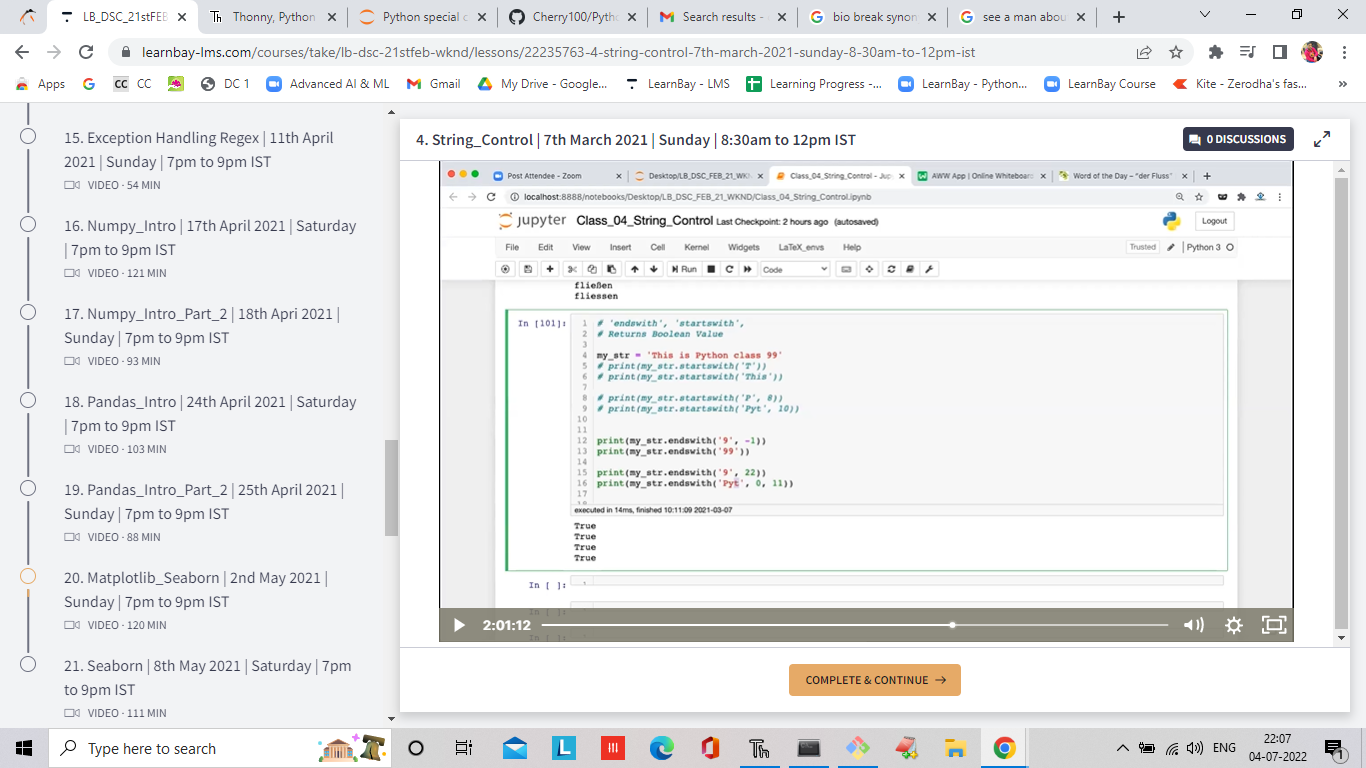 LB_DSC_21stFEB
Thonny, Python
Python special c
Cherry100/Pytho
Search results -
bio break synon
see a man abou
learnbay-lms.com/courses/take/lb-dsc-21stfeb-wknd/lessons/22235763-4-string-control-7th-march-2021-sunday-8-30am-to-12pm-ist
Apps
CC CC
DC 1
Advanced AI & ML
Gmail
My Drive - Google...
LearnBay - LMS
Learning Progress -...
LearnBay - Python...
LearnBay Course
Kite - Zerodha's fas...
»
15. Exception Handling Regex | 11th April
2021 | Sunday | 7pm to 9pm IST
VIDEO · 54 MIN
16. Numpy_Intro | 17th April 2021 | Saturday
| 7pm to 9pm IST
VIDEO · 121 MIN
17. Numpy_Intro_Part_2 | 18th Apri 2021 |
Sunday | 7pm to 9pm IST
VIDEO · 93 MIN
18. Pandas_Intro | 24th April 2021 | Saturday
| 7pm to 9pm IST
VIDEO · 103 MIN
19. Pandas_Intro_Part_2 | 25th April 2021 |
Sunday | 7pm to 9pm IST
VIDEO · 88 MIN
20. Matplotlib_Seaborn | 2nd May 2021 |
Sunday | 7pm to 9pm IST
VIDEO · 120 MIN
21. Seaborn | 8th May 2021 | Saturday | 7pm
to 9pm IST
VIDEO · 111 MIN
4. String_Control | 7th March 2021 | Sunday | 8:30am to 12pm IST
0 DISCUSSIONS
Post Attendee - Zoom
Desktop/LB_DSC_FEB_21_WKN
Class_04_String_Control - Jup
AWW App | Online Whiteboard
Word of the Day – "der Fluss"
localhost:8888/notebooks/Desktop/LB_DSC_FEB_21_WKND/Class_04_String_Control.ipynb
jupyter Class_04_String_Control Last Checkpoint: 2 hours ago (autosaved)
Logout
File Edit View Insert Cell Kernel Widgets LaTeX_envs Help
Trusted
Python 3
Run
Code
fließen
fliessen
In [101]:
1 # 'endswith', 'startswith',
2 # Returns Boolean Value
3
4 my_str = 'This is Python class 99'
5 # print(my_str.startswith('T'))
6 # print(my_str.startswith('This'))
7
8 # print(my_str.startswith('P', 8))
9 # print(my_str.startswith('Pyt', 10))
10
11
12 print(my_str.endswith('9', -1))
13 print(my_str.endswith('99'))
14
15 print(my_str.endswith('9', 22))
16 print(my_str.endswith('Pyt', 0, 11))
17
18
executed in 14ms, finished 10:11:09 2021-03-07
True
True
True
True
In [ ]:
1
In [ ]:
In [ ]:
2:01:12
COMPLETE & CONTINUE →
Type here to search
L
Th
ENG
22:07
04-07-2022
1